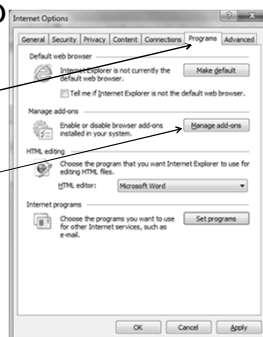 Internet Options
General Security Privacy Content Connections Programs Advanced
Default web browser
Internet Explorer is not currently the
default web browser.
Make default
Tell me if Internet Explorer is not the default web browser.
Manage add-ons
Enable or disable browser add-ons
installed in your system.
Manage add-ons
HTML editing
Choose the program that you want Internet Explorer to use for
editing HTML files.
HTML editor: Microsoft Word
Internet programs
Choose the programs you want to use
for other Internet services, such as
e-mail.
Set programs
OK Cancel Apply